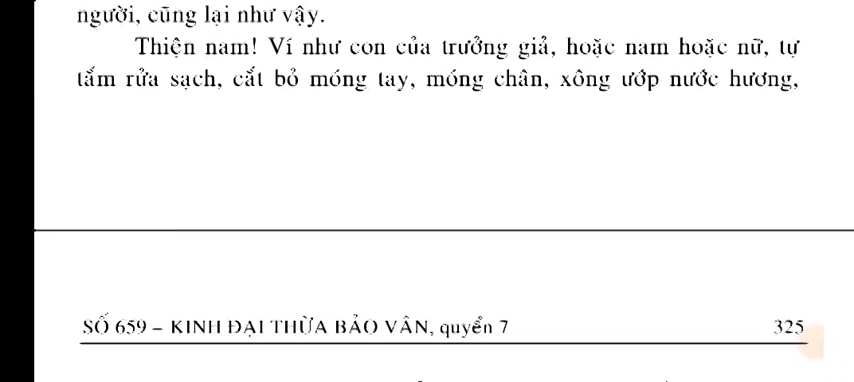 người, cũng lại như vậy.
Thiện nam! Ví như con của trưởng giả, hoặc nam hoặc nữ, tự
tắm rửa sạch, cắt bỏ móng tay, móng chân, xông ướp nước hương,
SỐ 659 – KINH ĐẠI THỪA BẢO VÂN, quyển 7 325